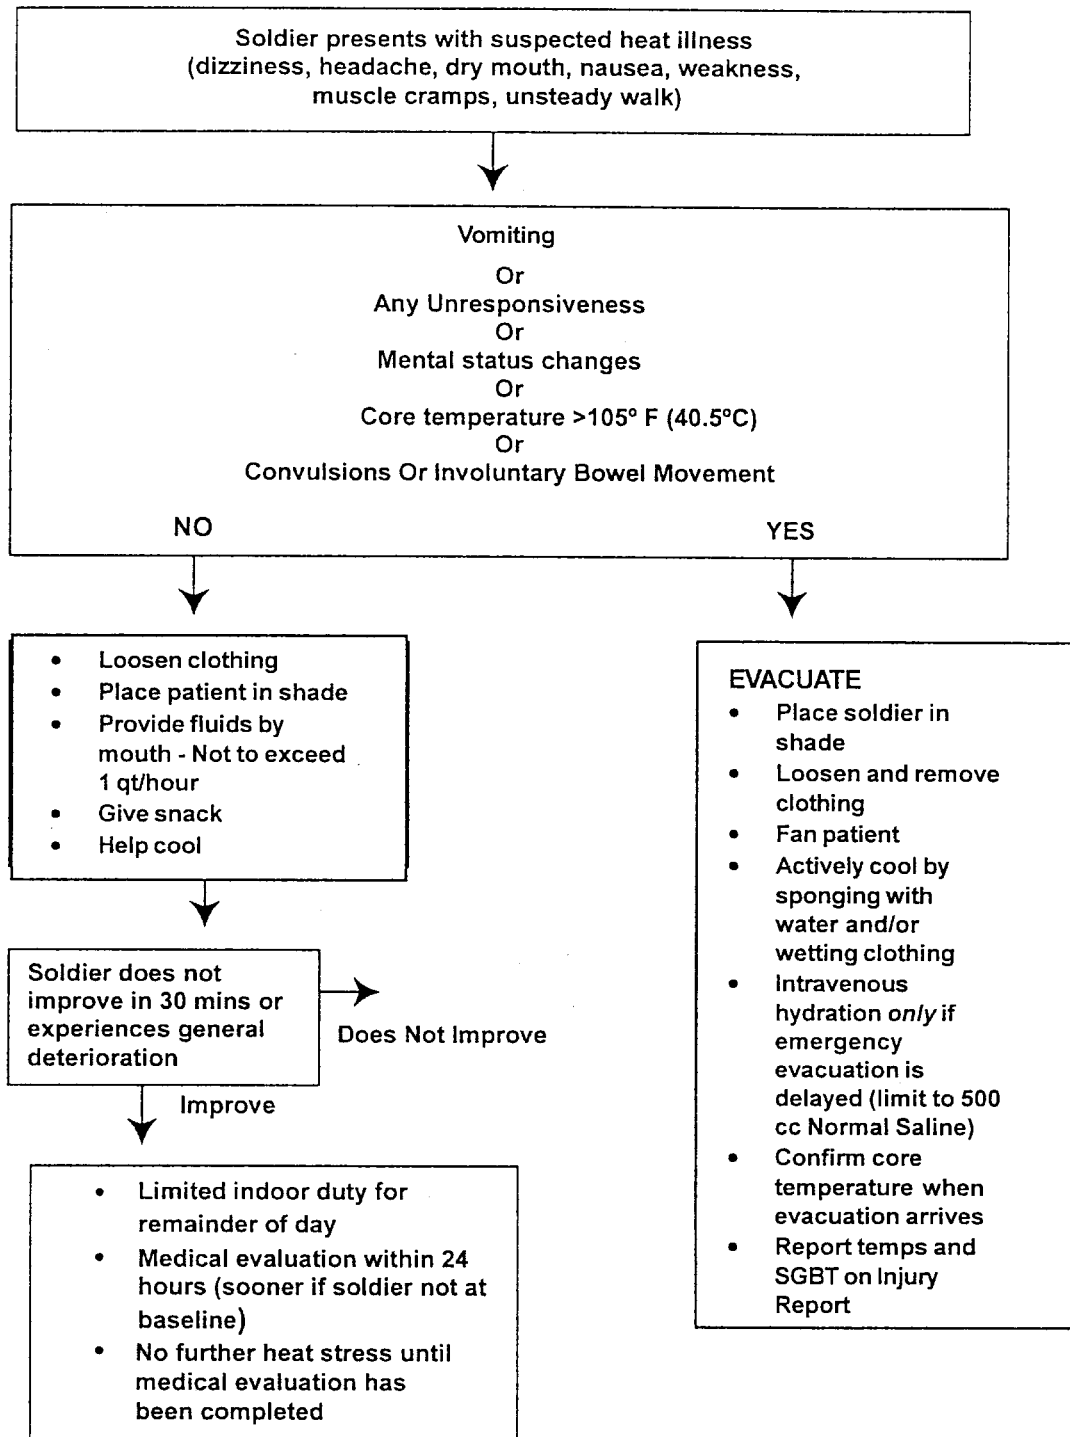 Soldier presents with suspected heat illness
(dizziness, headache, dry mouth, nausea, weakness,
muscle cramps, unsteady walk)
Vomiting
Or
Any Unresponsiveness
Or
Mental status changes
Or
Core temperature >105º F (40.5ºC)
Or
Convulsions Or Involuntary Bowel Movement
NO
YES
• Loosen clothing
• Place patient in shade
• Provide fluids by
mouth - Not to exceed
1 qt/hour
• Give snack
• Help cool
Soldier does not
improve in 30 mins or
experiences general
deterioration
Does Not Improve
Improve
• Limited indoor duty for
remainder of day
• Medical evaluation within 24
hours (sooner if soldier not at
baseline)
• No further heat stress until
medical evaluation has
been completed
EVACUATE
• Place soldier in
shade
• Loosen and remove
clothing
• Fan patient
• Actively cool by
sponging with
water and/or
wetting clothing
• Intravenous
hydration only if
emergency
evacuation is
delayed (limit to 500
cc Normal Saline)
• Confirm core
temperature when
evacuation arrives
• Report temps and
SGBT on Injury
Report